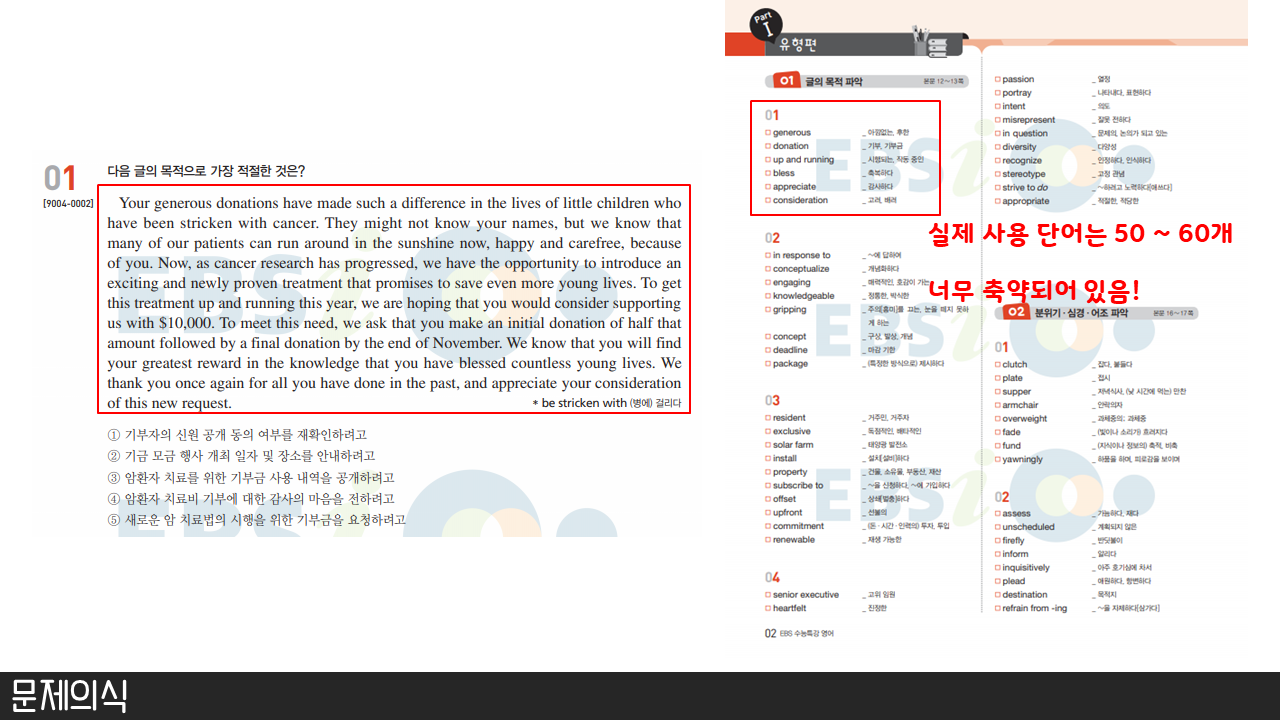 01
[9004-0002]
다음 글의 목적으로 가장 적절한 것은?
Your generous donations have made such a difference in the lives of little children who
have been stricken with cancer. They might not know your names, but we know that
many of our patients can run around in the sunshine now, happy and carefree, because
of you. Now, as cancer research has progressed, we have the opportunity to introduce an
exciting and newly proven treatment that promises to save even more young lives. To get
this treatment up and running this year, we are hoping that you would consider supporting
us with $10,000. To meet this need, we ask that you make an initial donation of half that
amount followed by a final donation by the end of November. We know that you will find
your greatest reward in the knowledge that you have blessed countless young lives. We
thank you once again for all you have done in the past, and appreciate your consideration
of this new request.
* be stricken with (병에) 걸리다
① 기부자의 신원 공개 동의 여부를 재확인하려고
② 기금 모금 행사 개최 일자 및 장소를 안내하려고
③ 암환자 치료를 위한 기부금 사용 내역을 공개하려고
④ 암환자 치료비 기부에 대한 감사의 마음을 전하려고
⑤ 새로운 암 치료법의 시행을 위한 기부금을 요청하려고
Part
I
유형편
01 글의 목적 파악 본문 12~13쪽
01
generous _ 아낌없는, 후한
donation _ 기부, 기부금
up and running _ 시행되는, 작동 중인
bless _ 축복하다
appreciate _ 감사하다
consideration _ 고려, 배려
02
in response to _ ~에 답하여
conceptualize _ 개념화하다
engaging _ 매력적인, 호감이 가는
knowledgeable _ 정통한, 박식한
gripping _ 주의[흥미]를 끄는, 눈을 떼지 못하
게 하는
concept _ 구상, 발상, 개념
deadline _ 마감 기한
package _ (특정한 방식으로) 제시하다
03
resident _ 거주민, 거주자
exclusive _ 독점적인, 배타적인
solar farm _ 태양광 발전소
install _ 설치[설비]하다
property _ 건물, 소유물, 부동산, 재산
subscribe to _ ~을 신청하다, ~에 가입하다
offset _ 상쇄[벌충]하다
upfront _ 선불의
commitment _ (돈·시간·인력의) 투자, 투입
renewable _ 재생 가능한
04
senior executive _ 고위 임원
heartfelt _ 진정한
passion _ 열정
portray _ 나타내다, 표현하다
intent _ 의도
misrepresent _ 잘못 전하다
in question _ 문제의, 논의가 되고 있는
diversity _ 다양성
recognize _ 인정하다, 인식하다
stereotype _ 고정 관념
strive to do _ ~하려고 노력하다[애쓰다]
appropriate _ 적절한, 적당한
실제 사용 단어는 50 ~ 60개
너무 축약되어 있음!
02 분위기·심경·어조 파악 본문 16~17쪽
01
clutch _ 잡다, 붙들다
plate _ 접시
supper _ 저녁식사, (낮 시간에 먹는) 만찬
armchair _ 안락의자
overweight _ 과체중의; 과체중
fade _ (빛이나 소리가) 흐려지다
fund _ (지식이나 정보의) 축적, 비축
yawningly _ 하품을 하며, 피로감을 보이며
02
assess _ 가늠하다, 재다
unscheduled _ 계획되지 않은
firefly _ 반딧불이
inform _ 알리다
inquisitively _ 아주 호기심에 차서
plead _ 애원하다, 항변하다
destination _ 목적지
refrain from -ing _ ~을 자제하다[삼가다]
02 EBS 수능특강 영어
문제의식